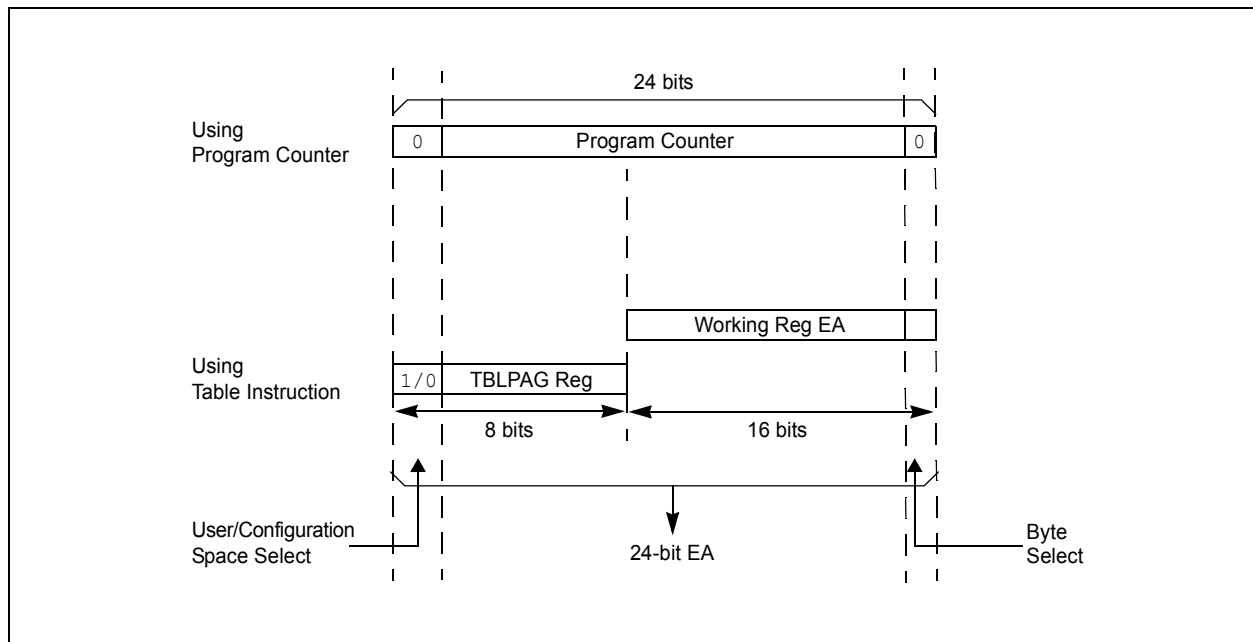 24 bits
Using
Program Counter
0
Program Counter
0
Working Reg EA
Using
Table Instruction
1/0
TBLPAG Reg
8 bits
16 bits
User/Configuration
Space Select
24-bit EA
Byte
Select